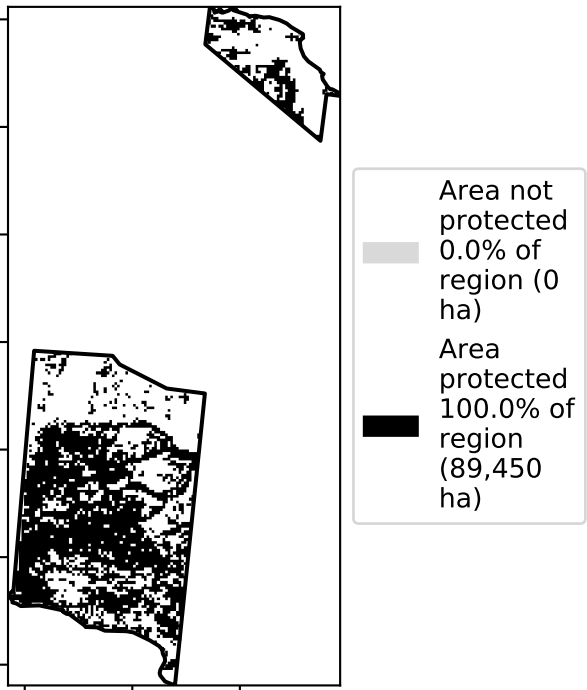 Area not
protected
0.0% of
region (0
ha)
Area
protected
100.0% of
region
(89,450
ha)